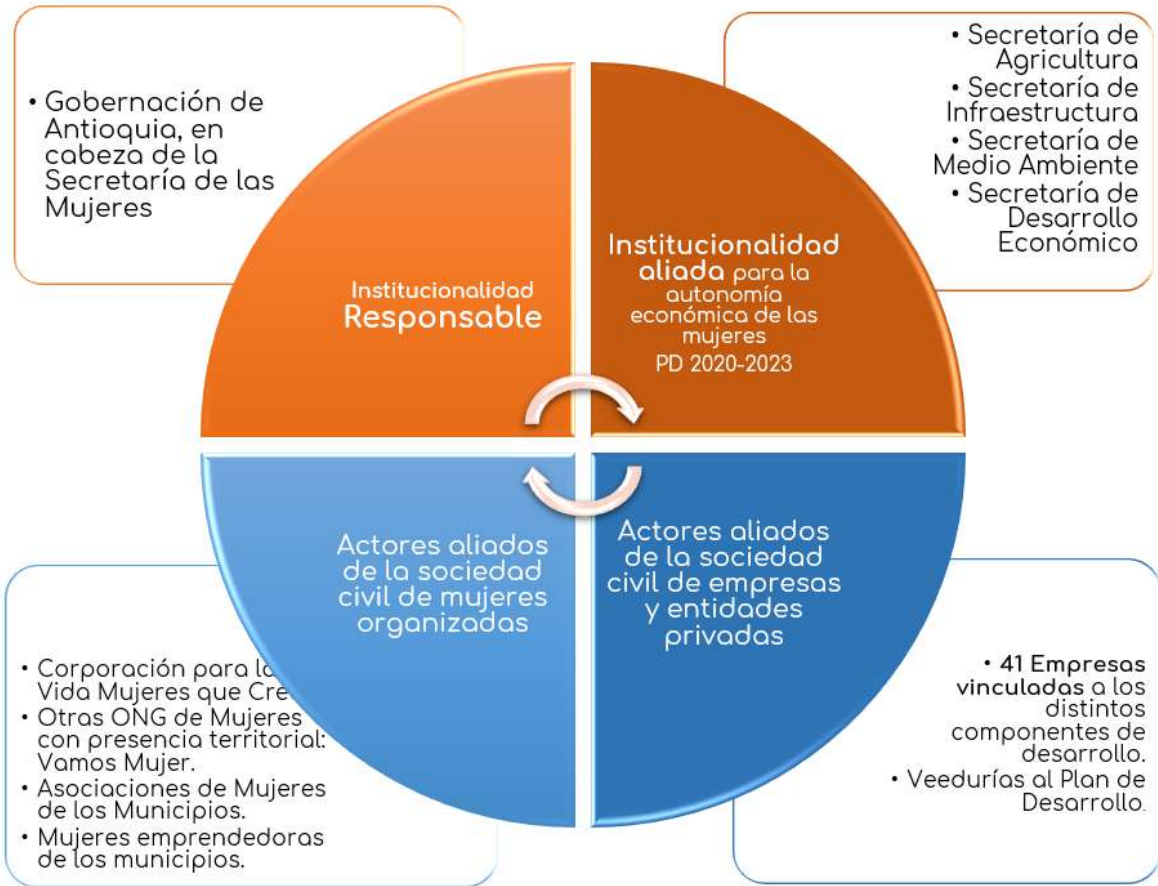 • Gobernación de
Antioquia, en
cabeza de la
Secretaría de las
Mujeres
Institucionalidad
Responsable
• Secretaría de
Agricultura
• Secretaría de
Infraestructura
• Secretaría de
Medio Ambiente
• Secretaría de
Desarrollo
Económico
Institucionalidad
aliada para la
autonomía
económica de las
mujeres
PD 2020-2023
Actores aliados
de la sociedad
civil de mujeres
organizadas
• Corporación para la
Vida Mujeres que Cre
• Otras ONG de Mujeres
con presencia territorial:
Vamos Mujer.
• Asociaciones de Mujeres
de los Municipios.
• Mujeres emprendedoras
de los municipios.
Actores aliados
de la sociedad
civil de empresas
y entidades
privadas
• 41 Empresas
vinculadas a los
distintos
componentes de
desarrollo.
• Veedurías al Plan de
Desarrollo.